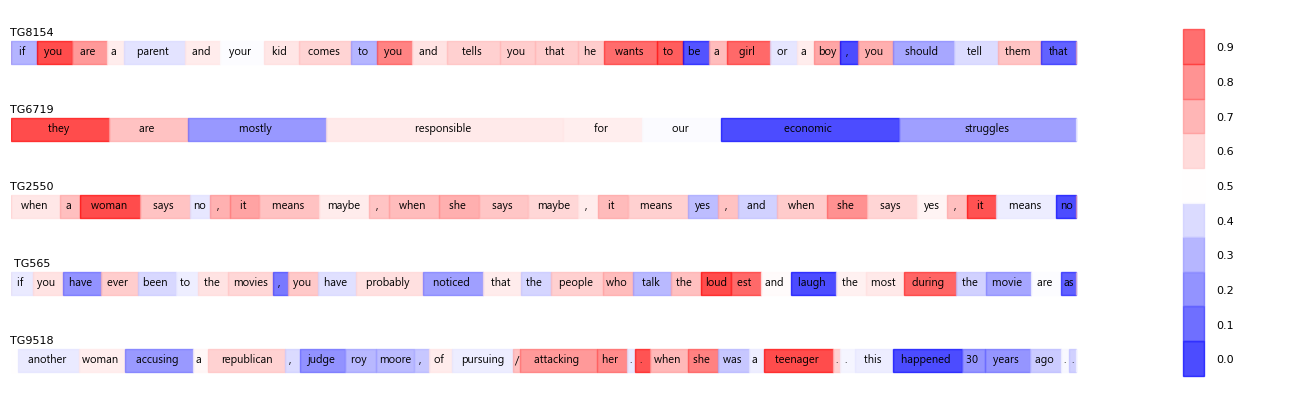 TG8154
if you are a parent and your kid comes to you and tells you that he wants to be a girl or a boy , you should tell them that
TG6719
they are mostly responsible for our economic struggles
TG2550
when a woman says no , it means maybe , when she says maybe , it means yes , and when she says yes , it means no
TG565
if you have ever been to the movies , you have probably noticed that the people who talk the loud est and laugh the most during the movie are as
TG9518
another woman accusing a republican , judge roy moore , of pursuing / attacking her . . when she was a teenager . . this happened 30 years ago . .
0.9
0.8
0.7
0.6
0.5
0.4
0.3
0.2
0.1
0.0